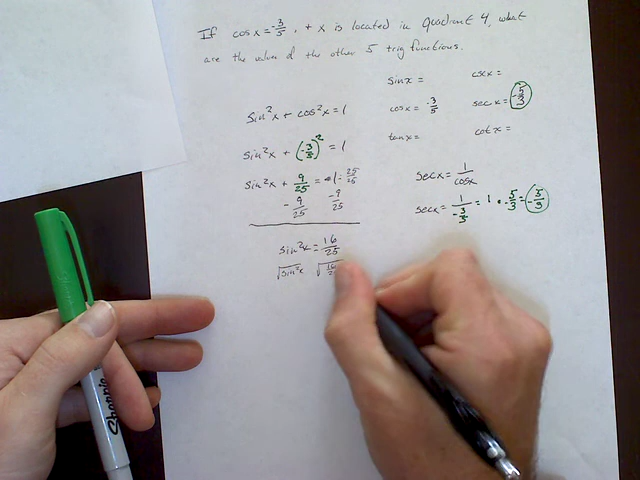 If cos x = -3/5, + x is located in Quadrant 4, what
are the values of the other 5 trig functions.
sin x =
csc x =
cos x = -3/5
sec x = -5/3
tan x =
cot x =
sin²x + cos²x = 1
sin²x + (-3/5)² = 1
sin²x + 9/25 = 1 · 25/25
- 9/25 - 9/25
sin²x = 16/25
√sin²x √16/2
sec x = 1/cos x
sec x = 1/-3/5 = 1 · -5/3 = -5/3
Sharpie